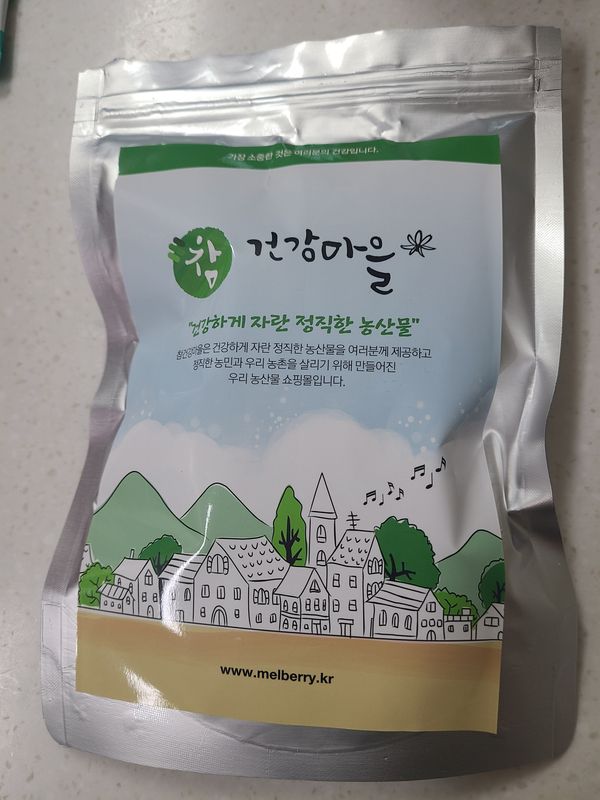 가장 소중한 것은 여러분의 건강입니다.
참 건강마을
"건강하게 자란 정직한 농산물"
참건강마을은 건강하게 자란 정직한 농산물을 여러분께 제공하고
정직한 농민과 우리 농촌을 살리기 위해 만들어진
우리 농산물 쇼핑몰입니다.
www.melberry.kr